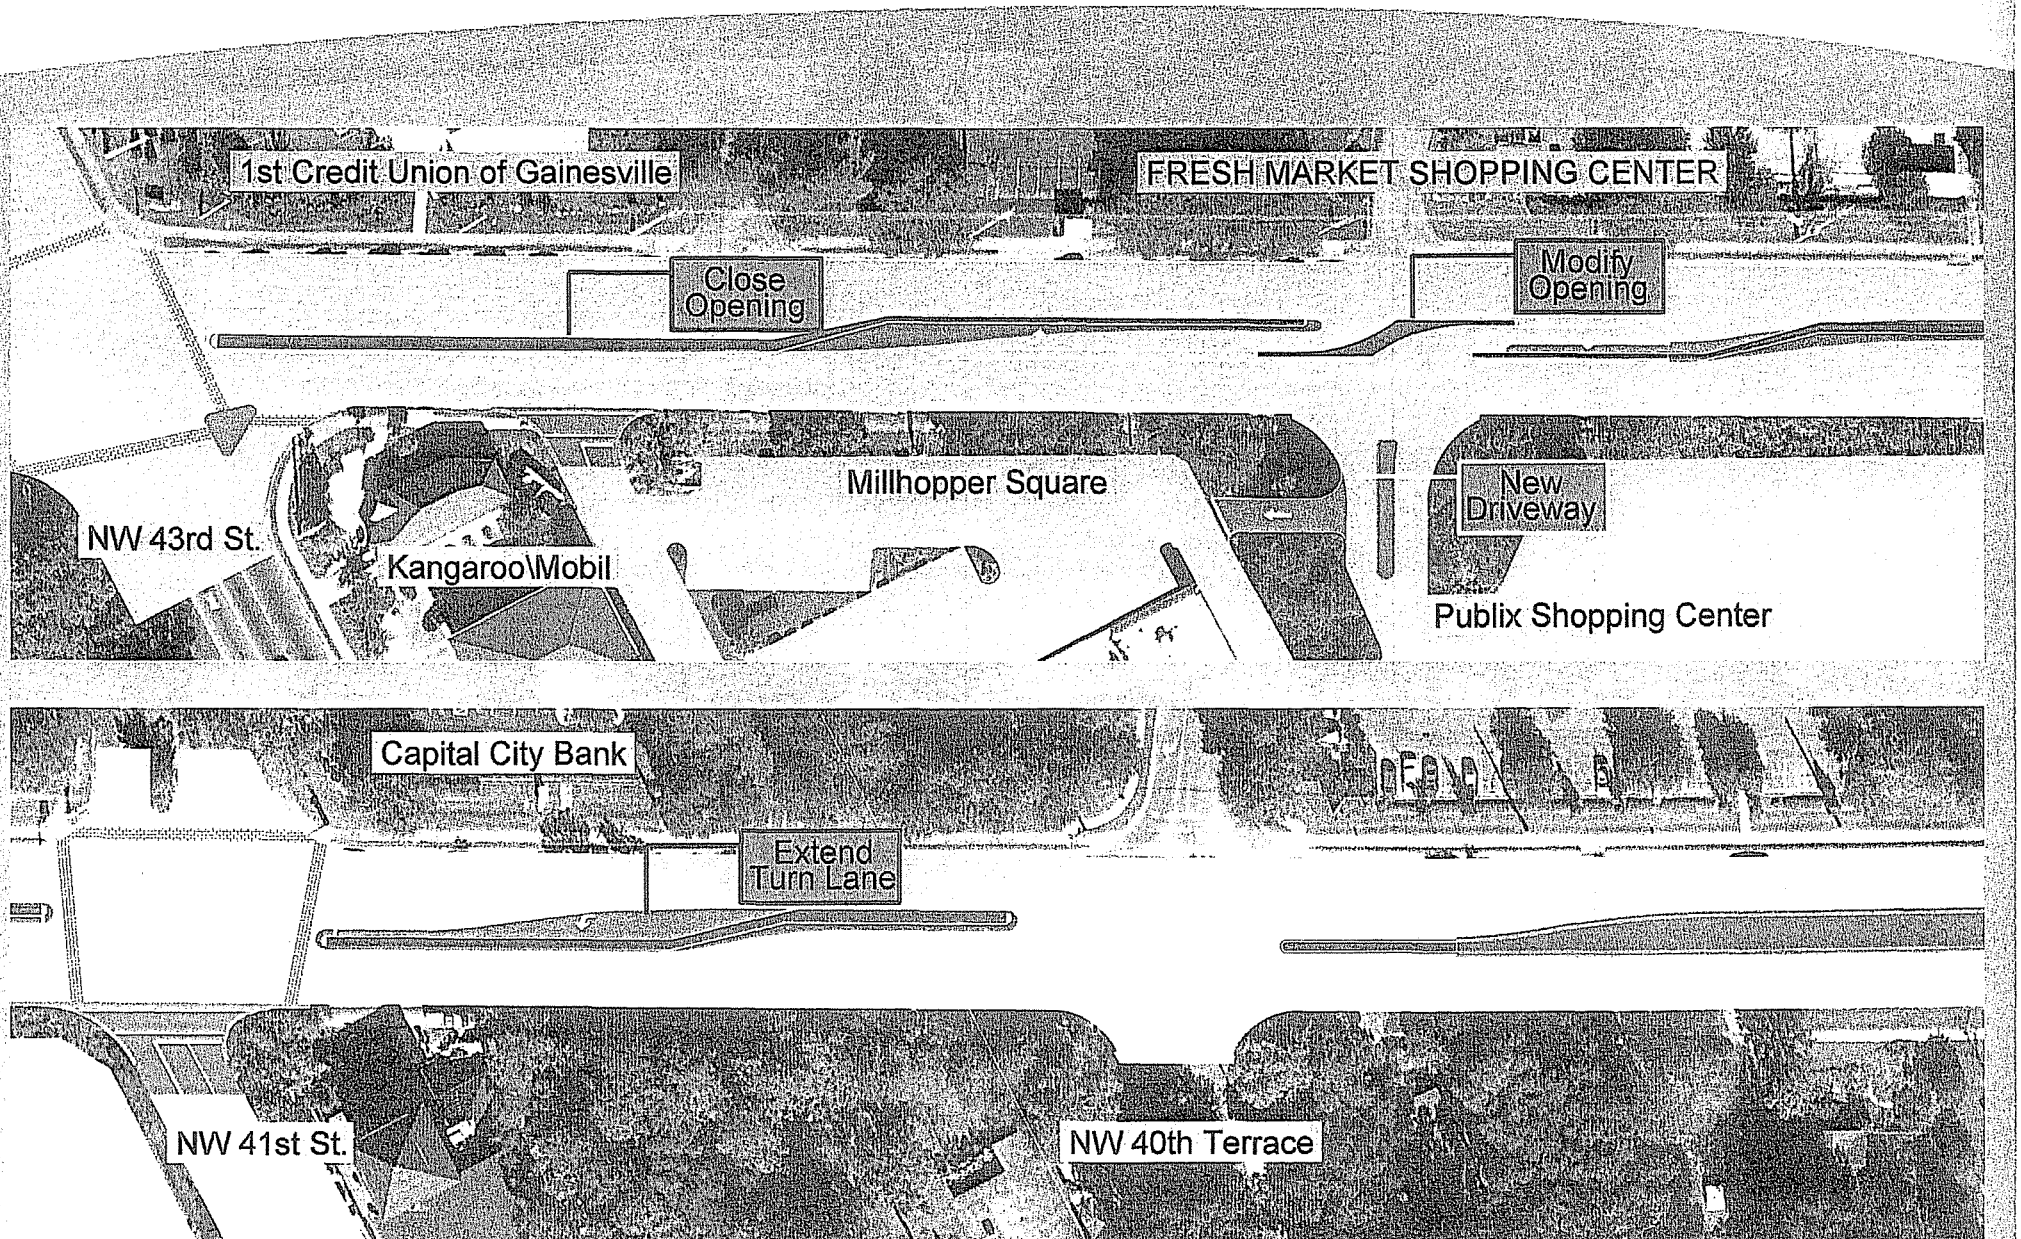 1st Credit Union of Gainesville
FRESH MARKET SHOPPING CENTER
Close
Opening
Modify
Opening
Millhopper Square
New
Driveway
NW 43rd St.
Kangaroo\Mobil
Publix Shopping Center
Capital City Bank
Extend
Turn Lane
NW 41st St.
NW 40th Terrace